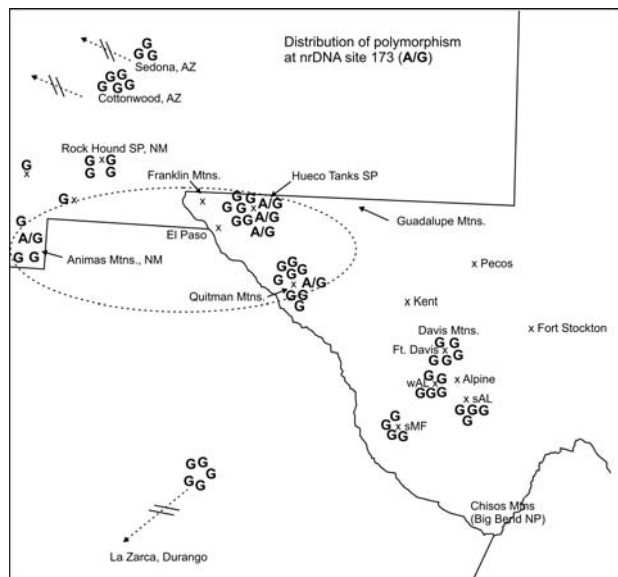 Distribution of polymorphism
at nrDNA site 173 (A/G)
G
G
G G
Sedona, AZ
G G
G G G
Cottonwood, AZ
Rock Hound SP, NM
G x G
G G
G
x
G x
Franklin Mtns.
x
Hueco Tanks SP
G G A/G
G G x
G G A/G
A/G
Guadalupe Mtns.
El Paso x
G
A/G
G G
Animas Mtns., NM
G G
G G
G x A/G
G G
G
Quitman Mtns.
x Pecos
x Kent
x Fort Stockton
Davis Mtns.
G G
Ft. Davis x G
G G
G G
wAL x
G G G
x Alpine
x sAL
G G G
G
G
G x sMF
G G
G G
G
G G
La Zarca, Durango
Chisos Mtns
(Big Bend NP)